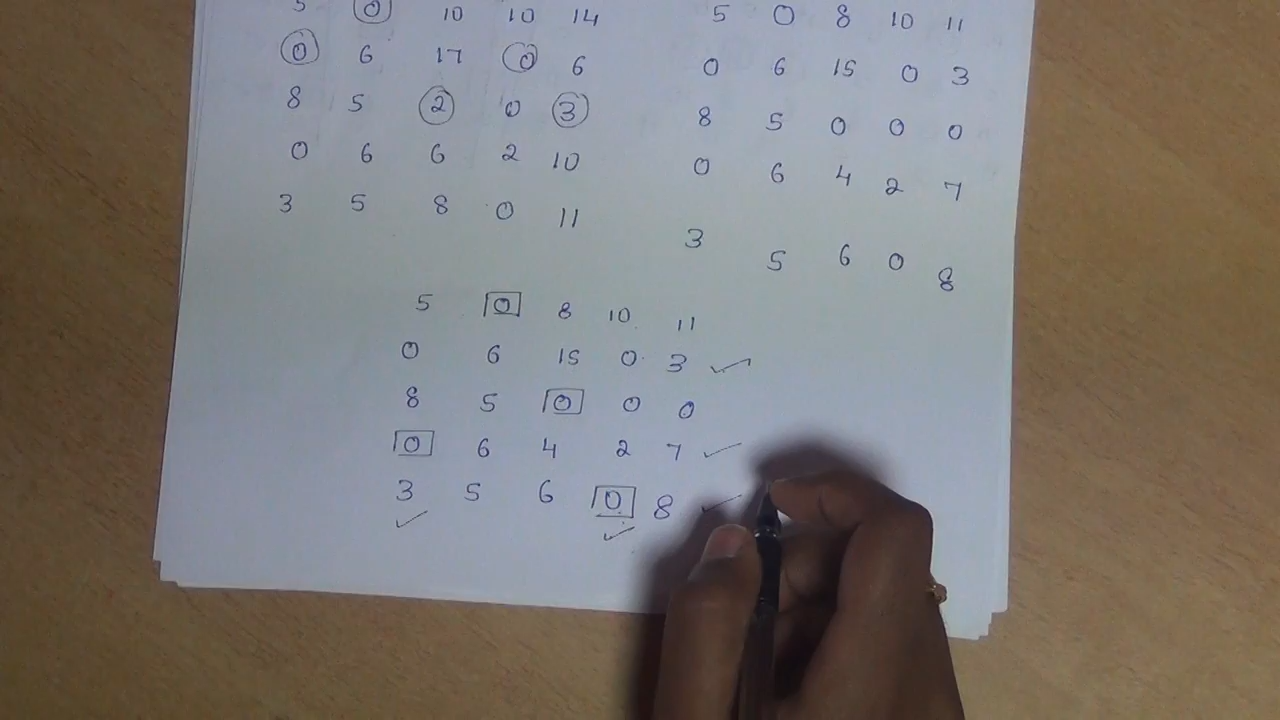 5 0 10 10 14
0 6 17 0 6
8 5 2 0 3
0 6 6 2 10
3 5 8 0 11
5 0 8 10 11
0 6 15 0 3
8 5 0 0 0
0 6 4 2 7
3 5 6 0 8
5 0 8 10 11
0 6 15 0 3 ✓
8 5 0 0 0
0 6 4 2 7 ✓
3 5 6 0 8 ✓
✓ ✓